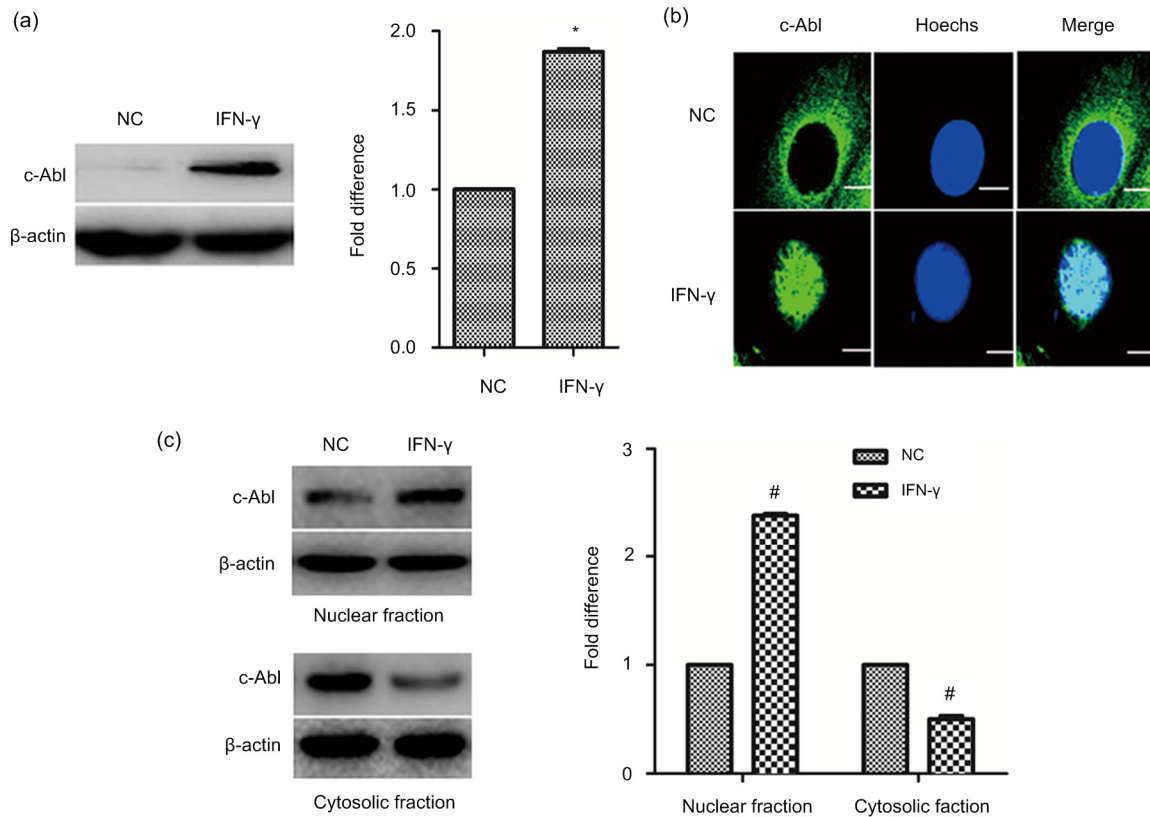 (a)
NC IFN-γ
c-Abl
β-actin
Fold difference
2.0
1.5
1.0
0.5
0.0
*
NC IFN-γ
(b)
c-Abl Hoechs Merge
NC
IFN-γ
(c)
NC IFN-γ
c-Abl
β-actin
Nuclear fraction
c-Abl
β-actin
Cytosolic fraction
Fold difference
3
2
1
0
NC
IFN-γ
#
#
Nuclear fraction Cytosolic faction